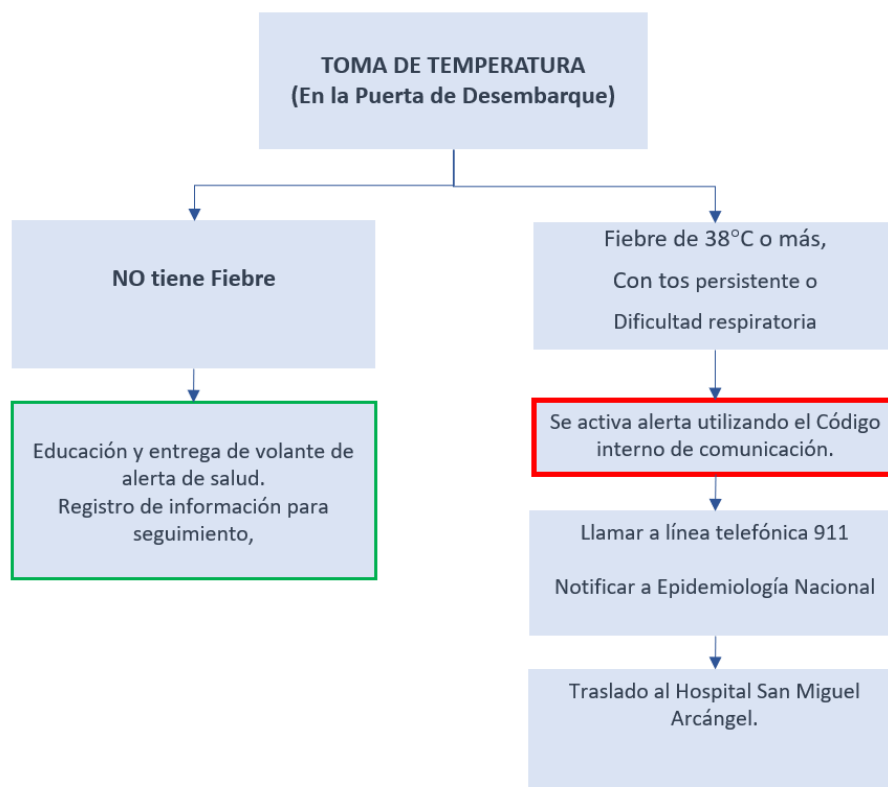 TOMA DE TEMPERATURA
(En la Puerta de Desembarque)
NO tiene Fiebre
Educación y entrega de volante de
alerta de salud.
Registro de información para
seguimiento,
Fiebre de 38°C o más,
Con tos persistente o
Dificultad respiratoria
Se activa alerta utilizando el Código
interno de comunicación.
Llamar a línea telefónica 911
Notificar a Epidemiología Nacional
Traslado al Hospital San Miguel
Arcángel.